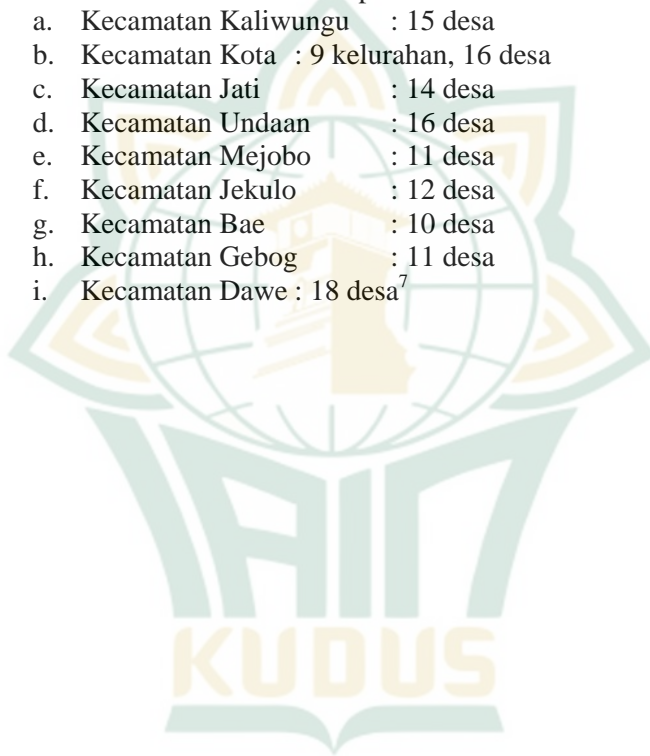 a. Kecamatan Kaliwungu : 15 desa
b. Kecamatan Kota : 9 kelurahan, 16 desa
c. Kecamatan Jati : 14 desa
d. Kecamatan Undaan : 16 desa
e. Kecamatan Mejobo : 11 desa
f. Kecamatan Jekulo : 12 desa
g. Kecamatan Bae : 10 desa
h. Kecamatan Gebog : 11 desa
i. Kecamatan Dawe : 18 desa⁷
IAIN
KUDUS